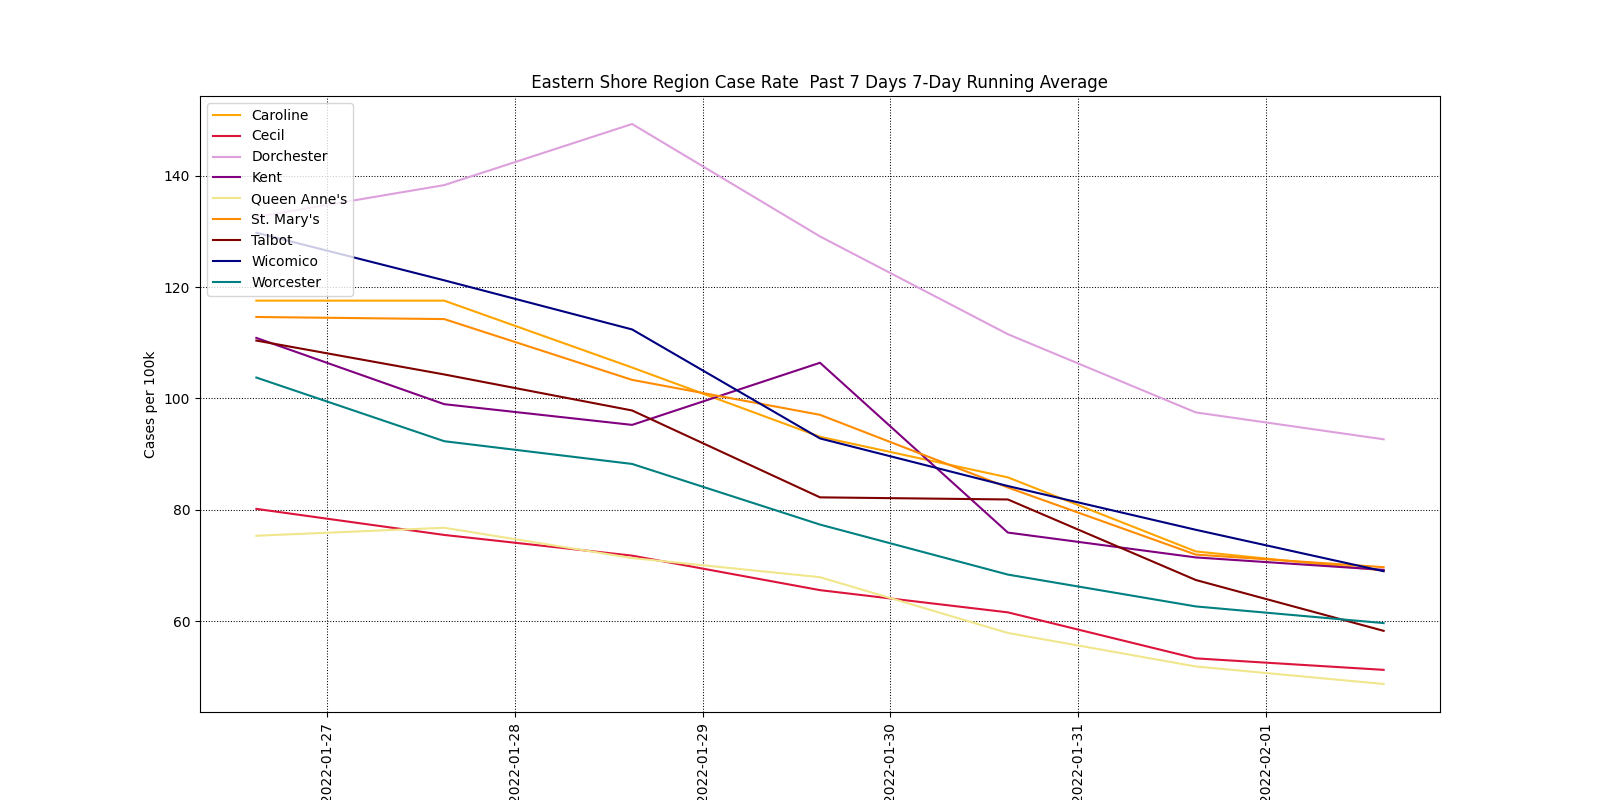 Eastern Shore Region Case Rate  Past 7 Days 7-Day Running Average
Caroline
Cecil
Dorchester
Kent
Queen Anne's
St. Mary's
Talbot
Wicomico
Worcester
Cases per 100k
140
120
100
80
60
2022-01-27
2022-01-28
2022-01-29
2022-01-30
2022-01-31
2022-02-01